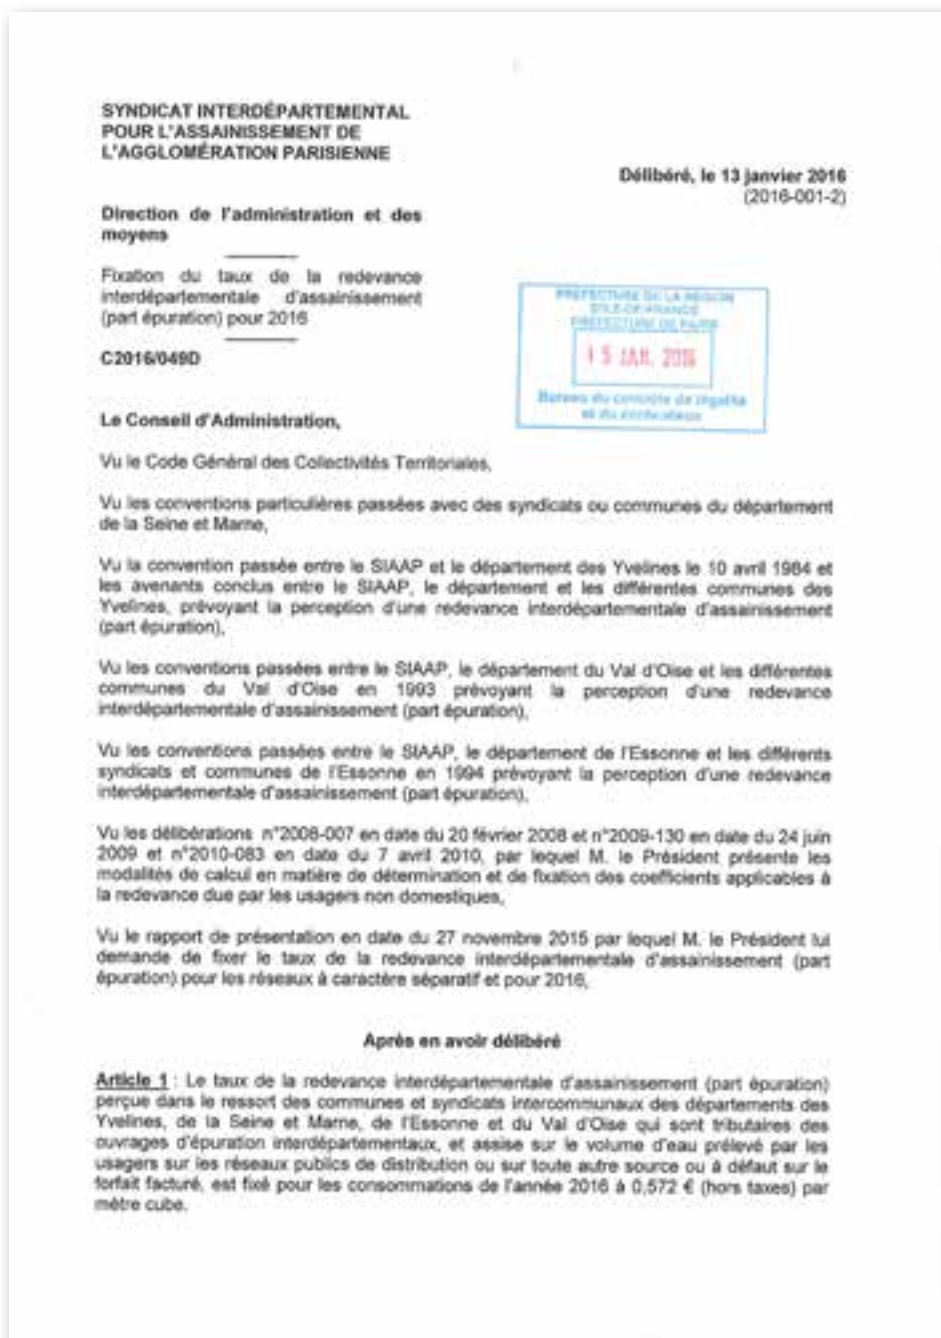 SYNDICAT INTERDÉPARTEMENTAL
POUR L'ASSAINISSEMENT DE
L'AGGLOMÉRATION PARISIENNE
Délibéré, le 13 janvier 2016
(2016-001-2)
Direction de l'administration et des
moyens
Fixation du taux de la redevance
interdépartementale d'assainissement
(part épuration) pour 2016
C2016/049D
PREFECTURE DE LA REGION
D'ILE-DE-FRANCE
PREFECTURE DE PARIS
15 JAN. 2016
Bureau du contrôle de légalité
et du contentieux
Le Conseil d'Administration,
Vu le Code Général des Collectivités Territoriales,
Vu les conventions particulières passées avec des syndicats ou communes du département
de la Seine et Marne,
Vu la convention passée entre le SIAAP et le département des Yvelines le 10 avril 1984 et
les avenants conclus entre le SIAAP, le département et les différentes communes des
Yvelines, prévoyant la perception d'une redevance interdépartementale d'assainissement
(part épuration),
Vu les conventions passées entre le SIAAP, le département du Val d'Oise et les différentes
communes du Val d'Oise en 1993 prévoyant la perception d'une redevance
interdépartementale d'assainissement (part épuration),
Vu les conventions passées entre le SIAAP, le département de l'Essonne et les différents
syndicats et communes de l'Essonne en 1994 prévoyant la perception d'une redevance
interdépartementale d'assainissement (part épuration),
Vu les délibérations n°2008-007 en date du 20 février 2008 et n°2009-130 en date du 24 juin
2009 et n°2010-083 en date du 7 avril 2010, par lequel M. le Président présente les
modalités de calcul en matière de détermination et de fixation des coefficients applicables à
la redevance due par les usagers non domestiques,
Vu le rapport de présentation en date du 27 novembre 2015 par lequel M. le Président lui
demande de fixer le taux de la redevance interdépartementale d'assainissement (part
épuration) pour les réseaux à caractère séparatif et pour 2016,
Après en avoir délibéré
Article 1 : Le taux de la redevance interdépartementale d'assainissement (part épuration)
perçue dans le ressort des communes et syndicats intercommunaux des départements des
Yvelines, de la Seine et Marne, de l'Essonne et du Val d'Oise qui sont tributaires des
ouvrages d'épuration interdépartementaux, et assise sur le volume d'eau prélevé par les
usagers sur les réseaux publics de distribution ou sur toute autre source ou à défaut sur le
forfait facturé, est fixé pour les consommations de l'année 2016 à 0,572 € (hors taxes) par
mètre cube.